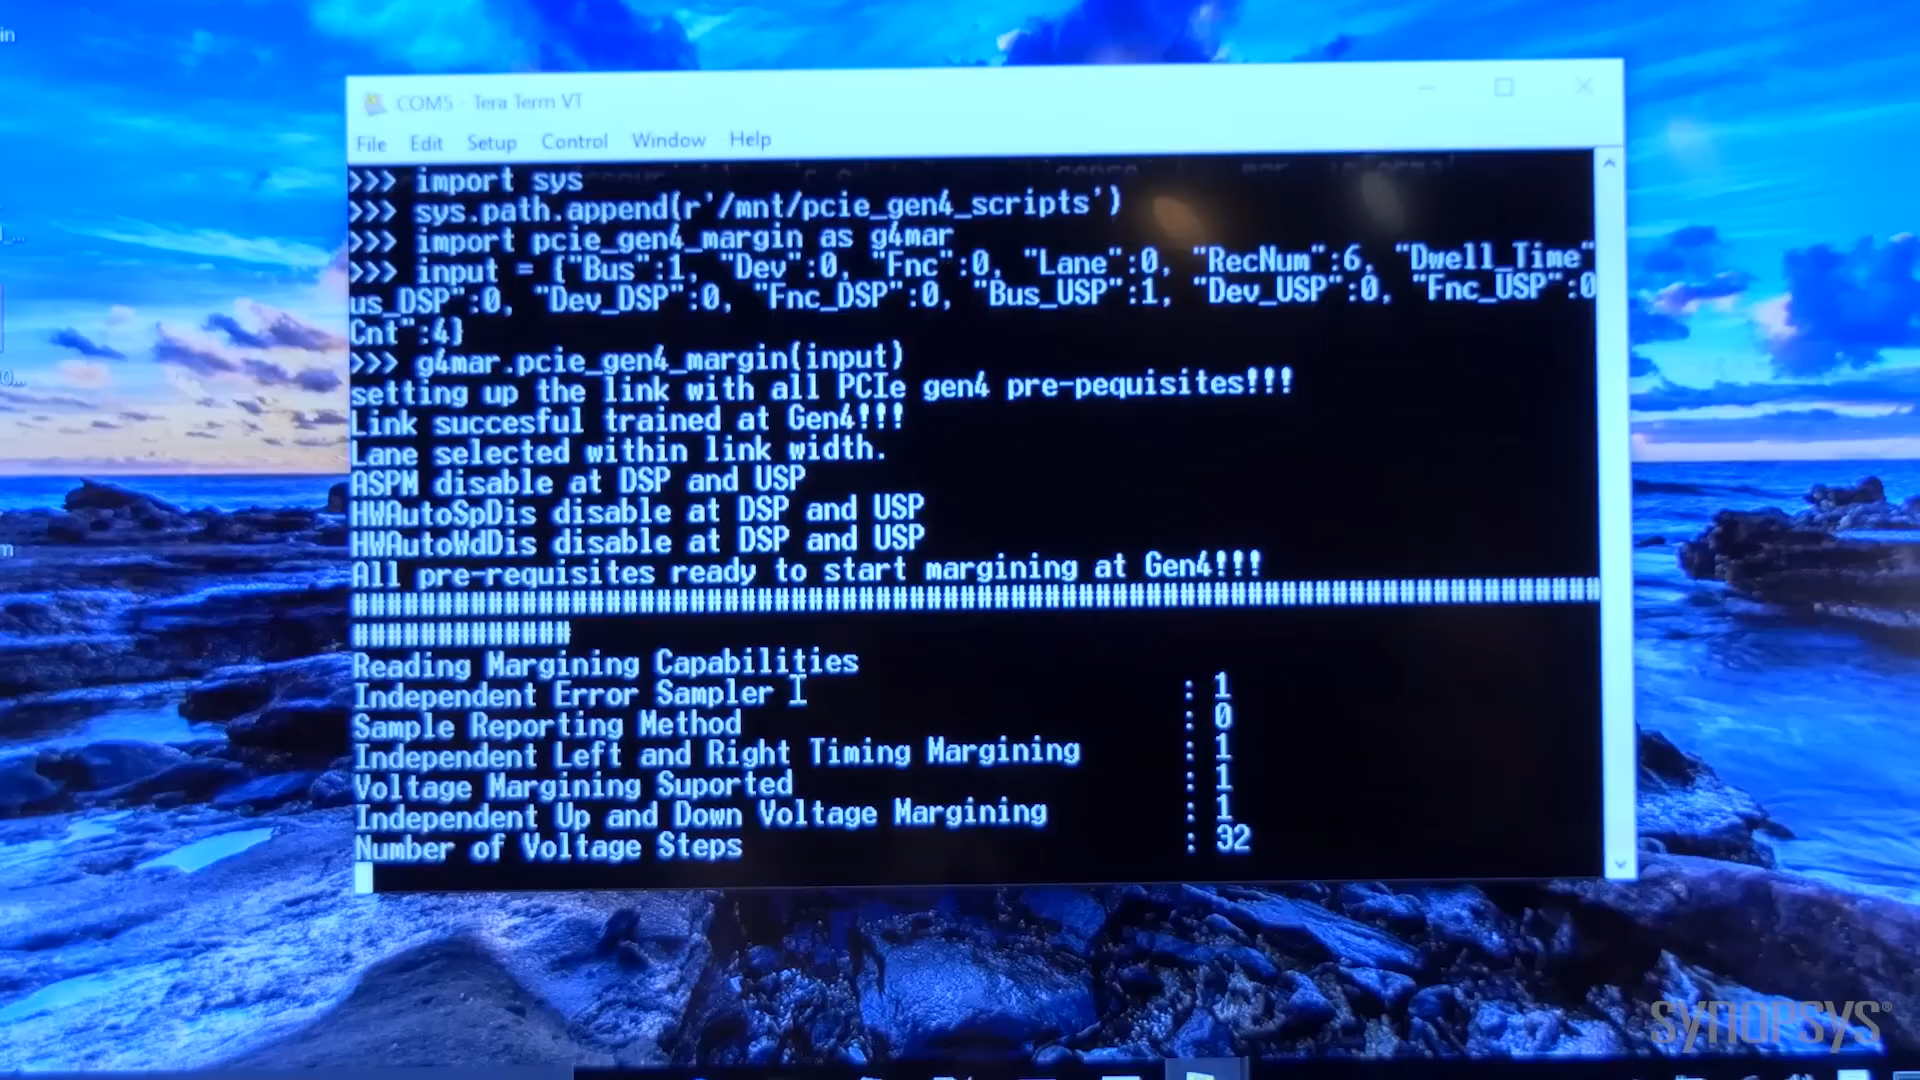 in
COM5 - Tera Term VT
File Edit Setup Control Window Help
>>> import sys
>>> sys.path.append(r'/mnt/pcie_gen4_scripts')
>>> import pcie_gen4_margin as g4mar
>>> input = {"Bus":1, "Dev":0, "Fnc":0, "Lane":0, "RecNum":6, "Dwell_Time"
us_DSP":0, "Dev_DSP":0, "Fnc_DSP":0, "Bus_USP":1, "Dev_USP":0, "Fnc_USP":0
Cnt":4}
>>> g4mar.pcie_gen4_margin(input)
setting up the link with all PCIe gen4 pre-pequisites!!!
Link succesful trained at Gen4!!!
Lane selected within link width.
ASPM disable at DSP and USP
HWAutoSpDis disable at DSP and USP
HWAutoWdDis disable at DSP and USP
All pre-requisites ready to start margining at Gen4!!!
##########################################################################
#############
Reading Margining Capabilities
Independent Error Sampler : 1
Sample Reporting Method : 0
Independent Left and Right Timing Margining : 1
Voltage Margining Suported : 1
Independent Up and Down Voltage Margining : 1
Number of Voltage Steps : 32
SYNOPSYS®